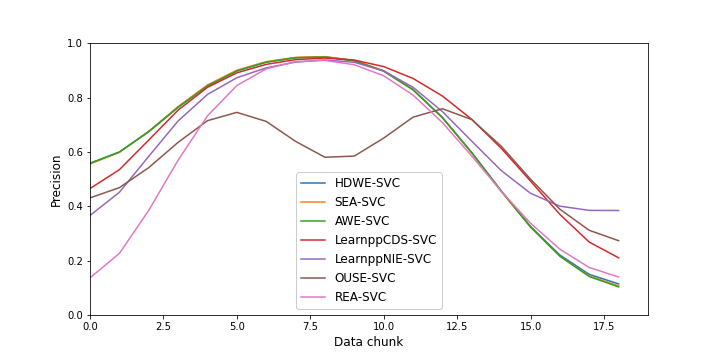 1.0
0.8
0.6
0.4
0.2
0.0
Precision
0.0 2.5 5.0 7.5 10.0 12.5 15.0 17.5
Data chunk
HDWE-SVC
SEA-SVC
AWE-SVC
LearnppCDS-SVC
LearnppNIE-SVC
OUSE-SVC
REA-SVC